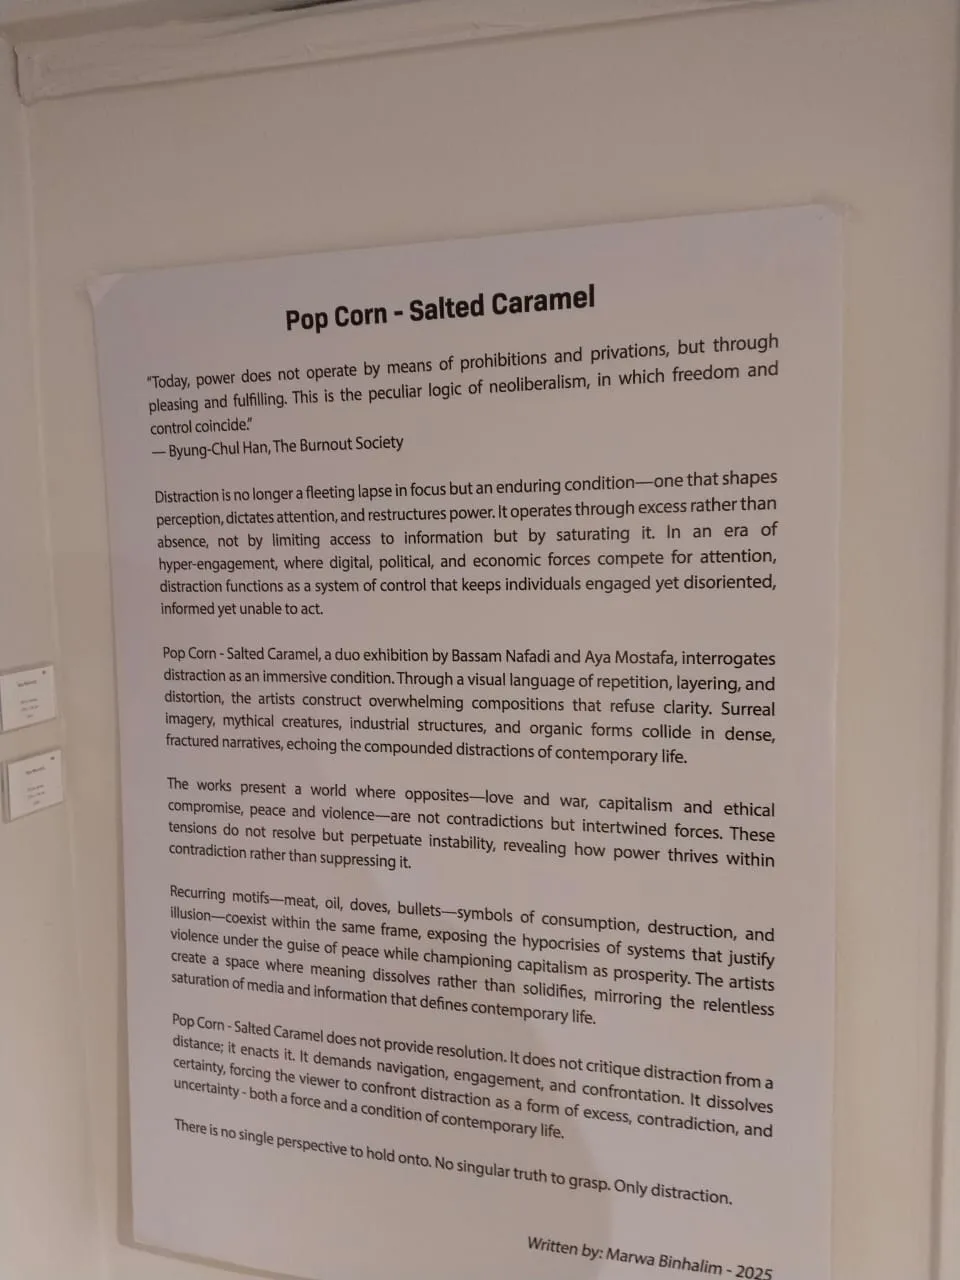 Pop Corn - Salted Caramel
"Today, power does not operate by means of prohibitions and privations, but through
pleasing and fulfilling. This is the peculiar logic of neoliberalism, in which freedom and
control coincide."
— Byung-Chul Han, The Burnout Society
Distraction is no longer a fleeting lapse in focus but an enduring condition—one that shapes
perception, dictates attention, and restructures power. It operates through excess rather than
absence, not by limiting access to information but by saturating it. In an era of
hyper-engagement, where digital, political, and economic forces compete for attention,
distraction functions as a system of control that keeps individuals engaged yet disoriented,
informed yet unable to act.
Pop Corn - Salted Caramel, a duo exhibition by Bassam Nafadi and Aya Mostafa, interrogates
distraction as an immersive condition. Through a visual language of repetition, layering, and
distortion, the artists construct overwhelming compositions that refuse clarity. Surreal
imagery, mythical creatures, industrial structures, and organic forms collide in dense,
fractured narratives, echoing the compounded distractions of contemporary life.
The works present a world where opposites—love and war, capitalism and ethical
compromise, peace and violence—are not contradictions but intertwined forces. These
tensions do not resolve but perpetuate instability, revealing how power thrives within
contradiction rather than suppressing it.
Recurring motifs—meat, oil, doves, bullets—symbols of consumption, destruction, and
illusion—coexist within the same frame, exposing the hypocrisies of systems that justify
violence under the guise of peace while championing capitalism as prosperity. The artists
create a space where meaning dissolves rather than solidifies, mirroring the relentless
saturation of media and information that defines contemporary life.
Pop Corn - Salted Caramel does not provide resolution. It does not critique distraction from a
distance; it enacts it. It demands navigation, engagement, and confrontation. It dissolves
certainty, forcing the viewer to confront distraction as a form of excess, contradiction, and
uncertainty - both a force and a condition of contemporary life.
There is no single perspective to hold onto. No singular truth to grasp. Only distraction.
Written by: Marwa Binhalim - 2025